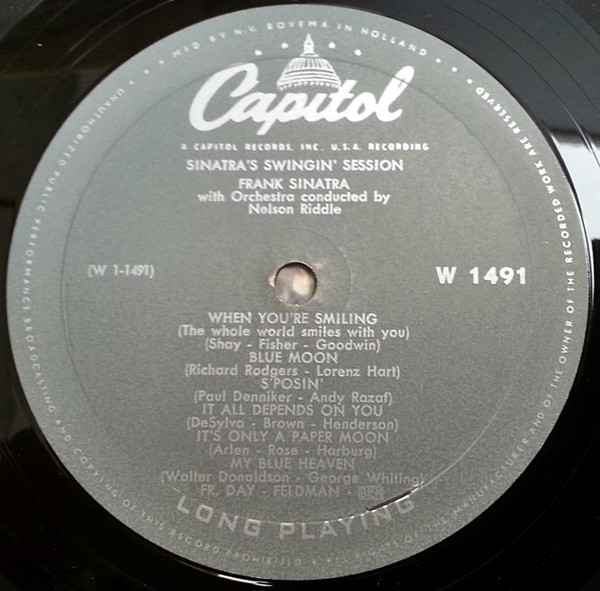 MFD BY N.V. BOVEMA IN HOLLAND
Capitol
A CAPITOL RECORDS, INC. U.S.A. RECORDING
SINATRA'S SWINGIN' SESSION
FRANK SINATRA
with Orchestra conducted by
Nelson Riddle
(W 1-1491)
W 1491
WHEN YOU'RE SMILING
(The whole world smiles with you)
(Shay - Fisher - Goodwin)
BLUE MOON
(Richard Rodgers - Lorenz Hart)
S'POSIN'
(Paul Denniker - Andy Razaf)
IT ALL DEPENDS ON YOU
(DeSylva - Brown - Henderson)
IT'S ONLY A PAPER MOON
(Arlen - Rose - Harburg)
MY BLUE HEAVEN
(Walter Donaldson - George Whiting)
FR. DAY - FELDMAN - BIEM
LONG PLAYING
UNAUTHORIZED PUBLIC PERFORMANCE BROADCASTING AND COPYING OF THIS RECORD PROHIBITED • ALL RIGHTS OF THE MANUFACTURER AND OF THE OWNER OF THE RECORDED WORK ARE RESERVED